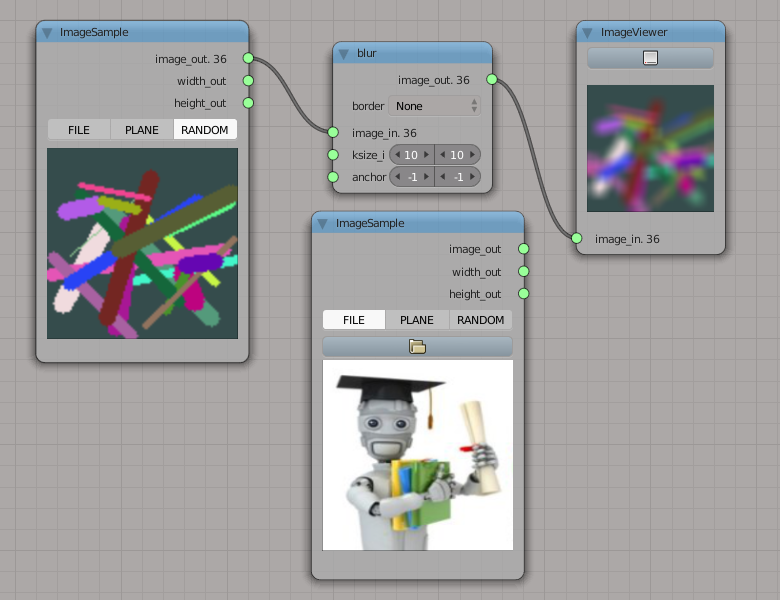 ImageSample
image_out. 36
width_out
height_out
FILE PLANE RANDOM
blur
image_out. 36
border None
image_in. 36
ksize_i 10 10
anchor -1 -1
ImageViewer
image_in. 36
ImageSample
image_out
width_out
height_out
FILE PLANE RANDOM